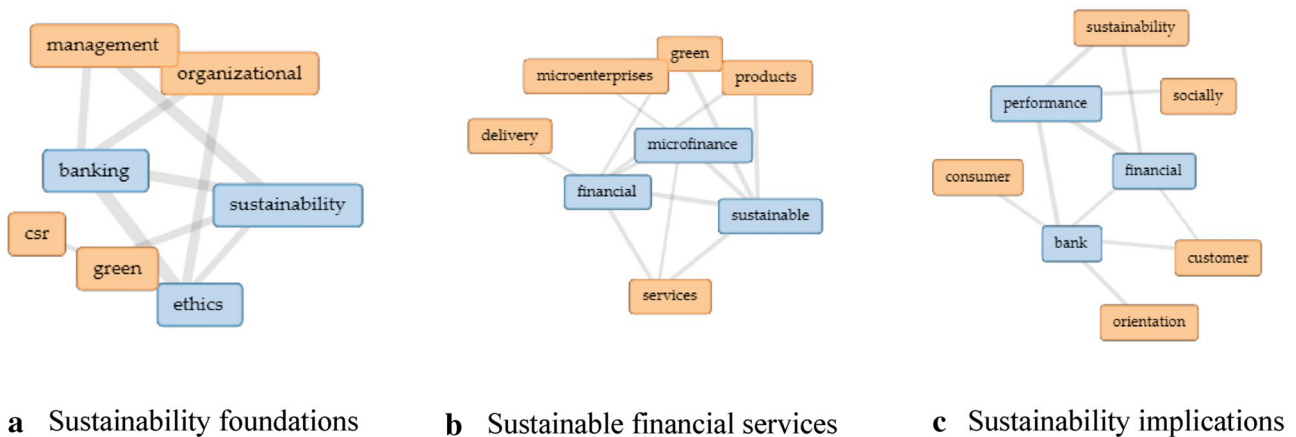 management
organizational
banking
sustainability
csr
green
ethics
a Sustainability foundations
green
microenterprises
products
delivery
microfinance
financial
sustainable
services
b Sustainable financial services
sustainability
performance
socially
consumer
financial
bank
customer
orientation
c Sustainability implications